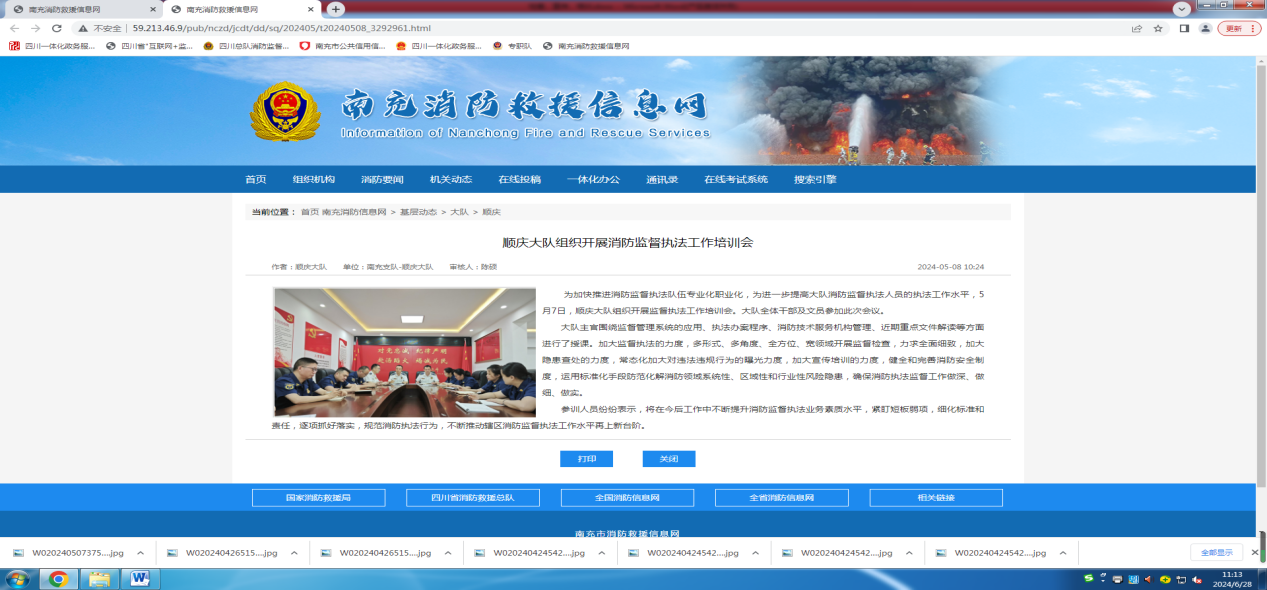 南充消防救援信息网
南充消防救援信息网
不安全 59.213.46.9/pub/nczd/jcdt/dd/sq/202405/t20240508_3292961.html
更新
四川一体化政务服... 四川省"互联网+监... 四川总队消防监督... 南充市公共信用信... 四川一体化政务服... 专职队 南充消防救援信息网
南充消防救援信息网
Information of Nanchong Fire and Rescue Services
首页 组织机构 消防要闻 机关动态 在线投稿 一体化办公 通讯录 在线考试系统 搜索引擎
当前位置： 首页 南充消防信息网 > 基层动态 > 大队 > 顺庆
顺庆大队组织开展消防监督执法工作培训会
作者：顺庆大队 单位：南充支队-顺庆大队 审核人：陈硕 2024-05-08 10:24
为加快推进消防监督执法队伍专业化职业化，为进一步提高大队消防监督执法人员的执法工作水平，5
月7日，顺庆大队组织开展监督执法工作培训会。大队全体干部及文员参加此次会议。
大队主官围绕监督管理系统的应用、执法办案程序、消防技术服务机构管理、近期重点文件解读等方面
进行了授课。加大监督执法的力度，多形式、多角度、全方位、宽领域开展监督检查，力求全面细致，加大
隐患查处的力度，常态化加大对违法违规行为的曝光力度，加大宣传培训的力度，健全和完善消防安全制
度，运用标准化手段防范化解消防领域系统性、区域性和行业性风险隐患，确保消防执法监督工作做深、做
细、做实。
参训人员纷纷表示，将在今后工作中不断提升消防监督执法业务素质水平，紧盯短板弱项，细化标准和
责任，逐项抓好落实，规范消防执法行为，不断推动辖区消防监督执法工作水平再上新台阶。
对党忠诚 纪律严明
赴汤蹈火 竭诚为民
打印 关闭
国家消防救援局 四川省消防救援总队 全国消防信息网 全省消防信息网 相关链接
南充市消防救援信息网
W020240507375....jpg W020240426515....jpg W020240426515....jpg W020240424542....jpg W020240424542....jpg W020240424542....jpg W020240424542....jpg 全部显示
11:13
2024/6/28